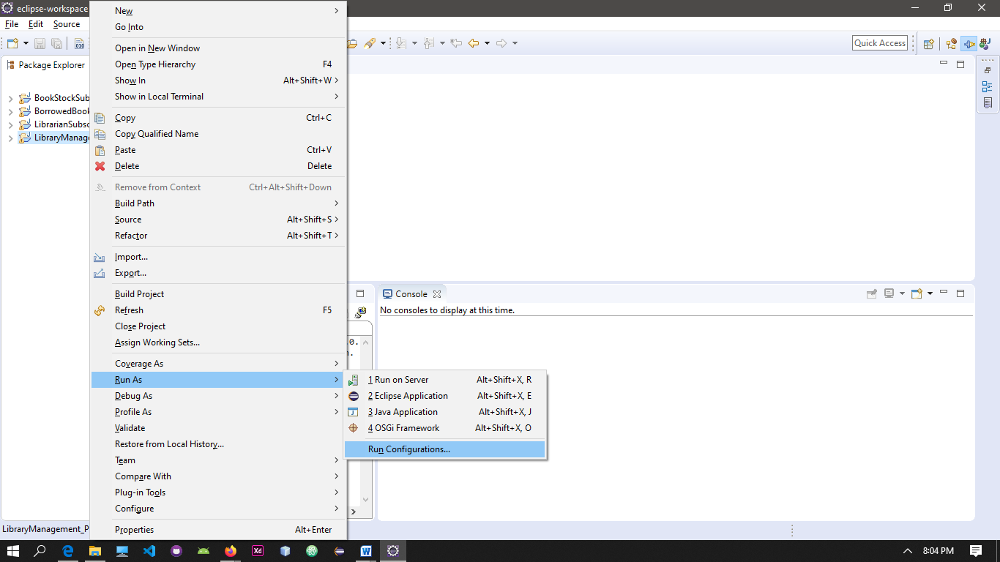 eclipse-workspace
File Edit Source
Quick Access
Package Explorer
BookStockSub
BorrowedBook
LibrarianSubsc
LibraryManage
New
Go Into
Open in New Window
Open Type Hierarchy F4
Show In Alt+Shift+W
Show in Local Terminal
Copy Ctrl+C
Copy Qualified Name
Paste Ctrl+V
Delete Delete
Remove from Context Ctrl+Alt+Shift+Down
Build Path
Source Alt+Shift+S
Refactor Alt+Shift+T
Import...
Export...
Build Project
Refresh F5
Close Project
Assign Working Sets...
Coverage As
Run As
Debug As
Profile As
Validate
Restore from Local History...
Team
Compare With
Plug-in Tools
Configure
Properties Alt+Enter
1 Run on Server Alt+Shift+X, R
2 Eclipse Application Alt+Shift+X, E
3 Java Application Alt+Shift+X, J
4 OSGi Framework Alt+Shift+X, O
Run Configurations...
Console
No consoles to display at this time.
LibraryManagement_P
Xd
8:04 PM